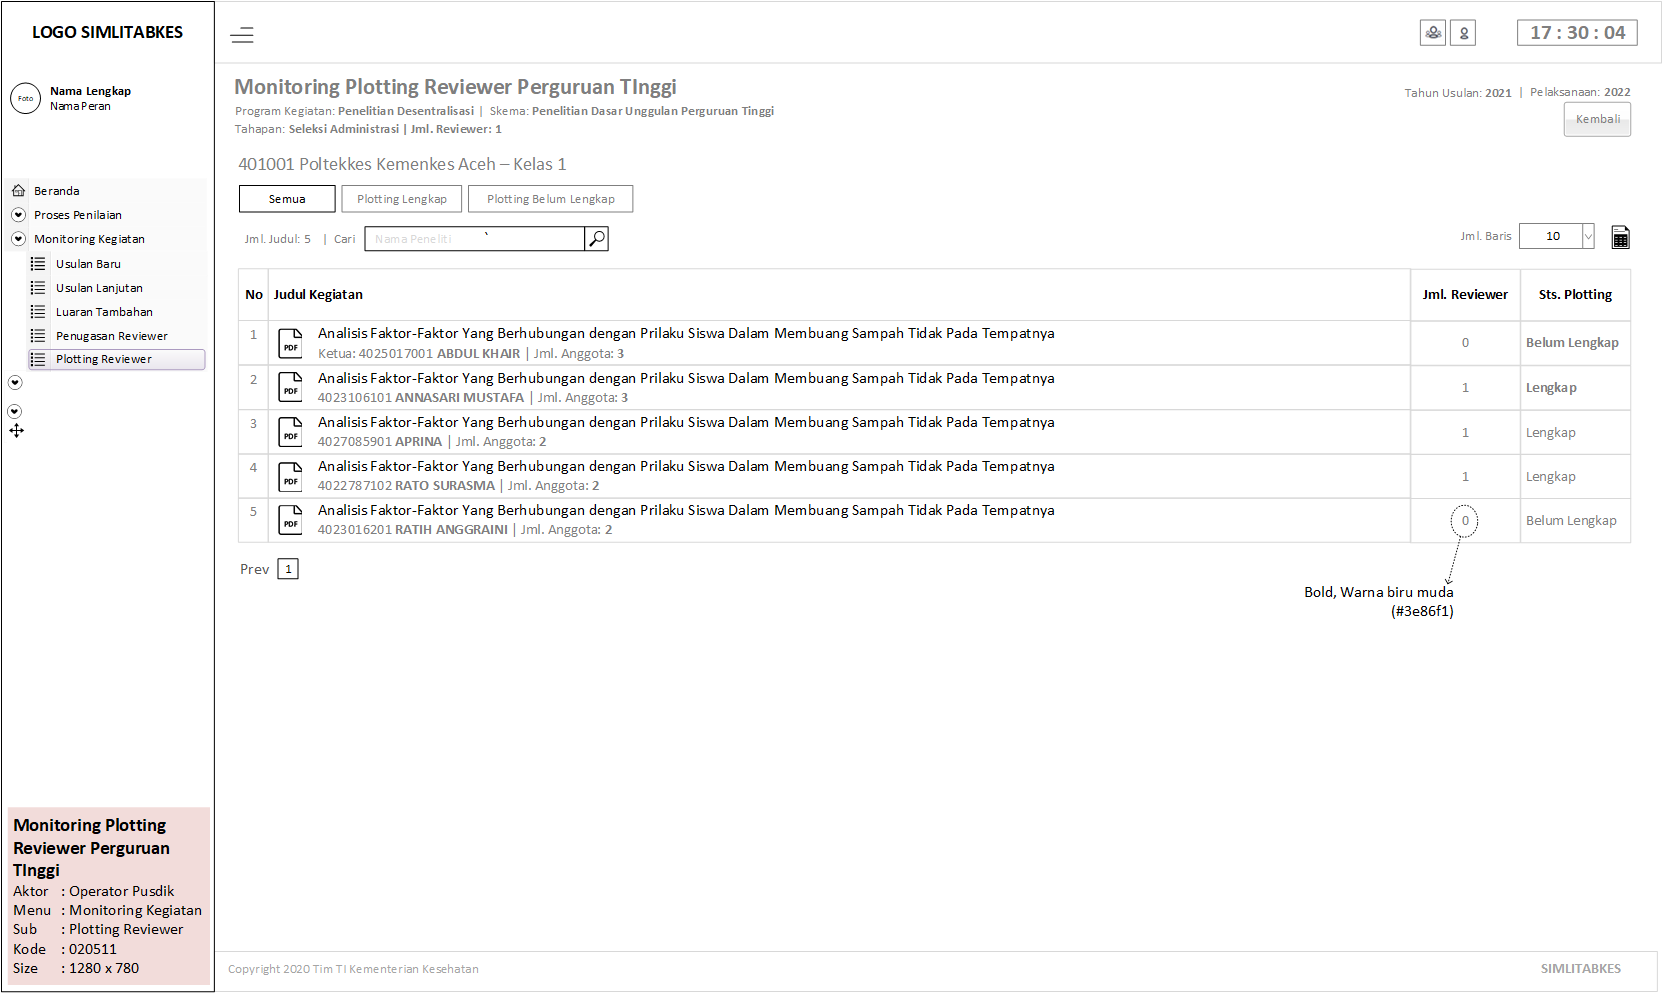 LOGO SIMLITABKES
17 : 30 : 04
Foto
Nama Lengkap
Nama Peran
Beranda
Proses Penilaian
Monitoring Kegiatan
Usulan Baru
Usulan Lanjutan
Luaran Tambahan
Penugasan Reviewer
Plotting Reviewer
Monitoring Plotting Reviewer Perguruan TInggi
Program Kegiatan: Penelitian Desentralisasi | Skema: Penelitian Dasar Unggulan Perguruan Tinggi
Tahapan: Seleksi Administrasi | Jml. Reviewer: 1
Tahun Usulan: 2021 | Pelaksanaan: 2022
Kembali
401001 Poltekkes Kemenkes Aceh – Kelas 1
Semua Plotting Lengkap Plotting Belum Lengkap
Jml. Judul: 5 | Cari Nama Peneliti ` Jml. Baris 10
No Judul Kegiatan Jml. Reviewer Sts. Plotting
1 PDF Analisis Faktor-Faktor Yang Berhubungan dengan Prilaku Siswa Dalam Membuang Sampah Tidak Pada Tempatnya 0 Belum Lengkap
Ketua: 4025017001 ABDUL KHAIR | Jml. Anggota: 3
2 PDF Analisis Faktor-Faktor Yang Berhubungan dengan Prilaku Siswa Dalam Membuang Sampah Tidak Pada Tempatnya 1 Lengkap
4023106101 ANNASARI MUSTAFA | Jml. Anggota: 3
3 PDF Analisis Faktor-Faktor Yang Berhubungan dengan Prilaku Siswa Dalam Membuang Sampah Tidak Pada Tempatnya 1 Lengkap
4027085901 APRINA | Jml. Anggota: 2
4 PDF Analisis Faktor-Faktor Yang Berhubungan dengan Prilaku Siswa Dalam Membuang Sampah Tidak Pada Tempatnya 1 Lengkap
4022787102 RATO SURASMA | Jml. Anggota: 2
5 PDF Analisis Faktor-Faktor Yang Berhubungan dengan Prilaku Siswa Dalam Membuang Sampah Tidak Pada Tempatnya 0 Belum Lengkap
4023016201 RATIH ANGGRAINI | Jml. Anggota: 2
Prev 1
Bold, Warna biru muda
(#3e86f1)
Monitoring Plotting
Reviewer Perguruan
TInggi
Aktor : Operator Pusdik
Menu : Monitoring Kegiatan
Sub : Plotting Reviewer
Kode : 020511
Size : 1280 x 780
Copyright 2020 Tim TI Kementerian Kesehatan
SIMLITABKES